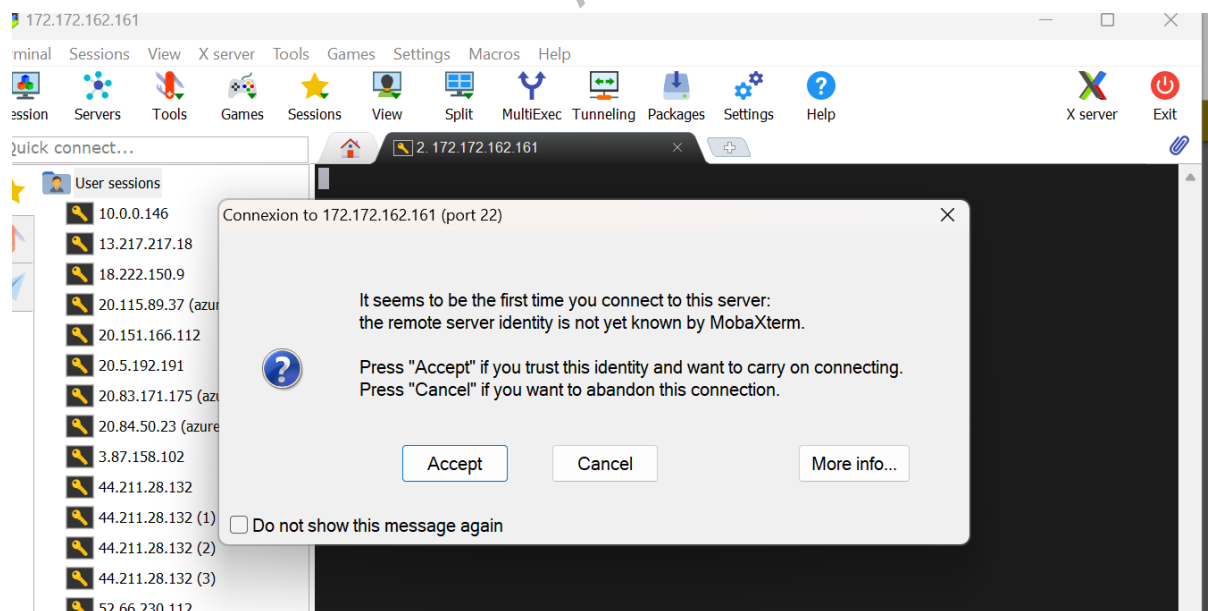 172.172.162.161
rminal Sessions View X server Tools Games Settings Macros Help
ession Servers Tools Games Sessions View Split MultiExec Tunneling Packages Settings Help X server Exit
Quick connect...
2. 172.172.162.161
User sessions
10.0.0.146
13.217.217.18
18.222.150.9
20.115.89.37 (azur
20.151.166.112
20.5.192.191
20.83.171.175 (azu
20.84.50.23 (azure
3.87.158.102
44.211.28.132
44.211.28.132 (1)
44.211.28.132 (2)
44.211.28.132 (3)
52.66.230.112
Connexion to 172.172.162.161 (port 22)
It seems to be the first time you connect to this server:
the remote server identity is not yet known by MobaXterm.
Press "Accept" if you trust this identity and want to carry on connecting.
Press "Cancel" if you want to abandon this connection.
Accept Cancel More info...
Do not show this message again